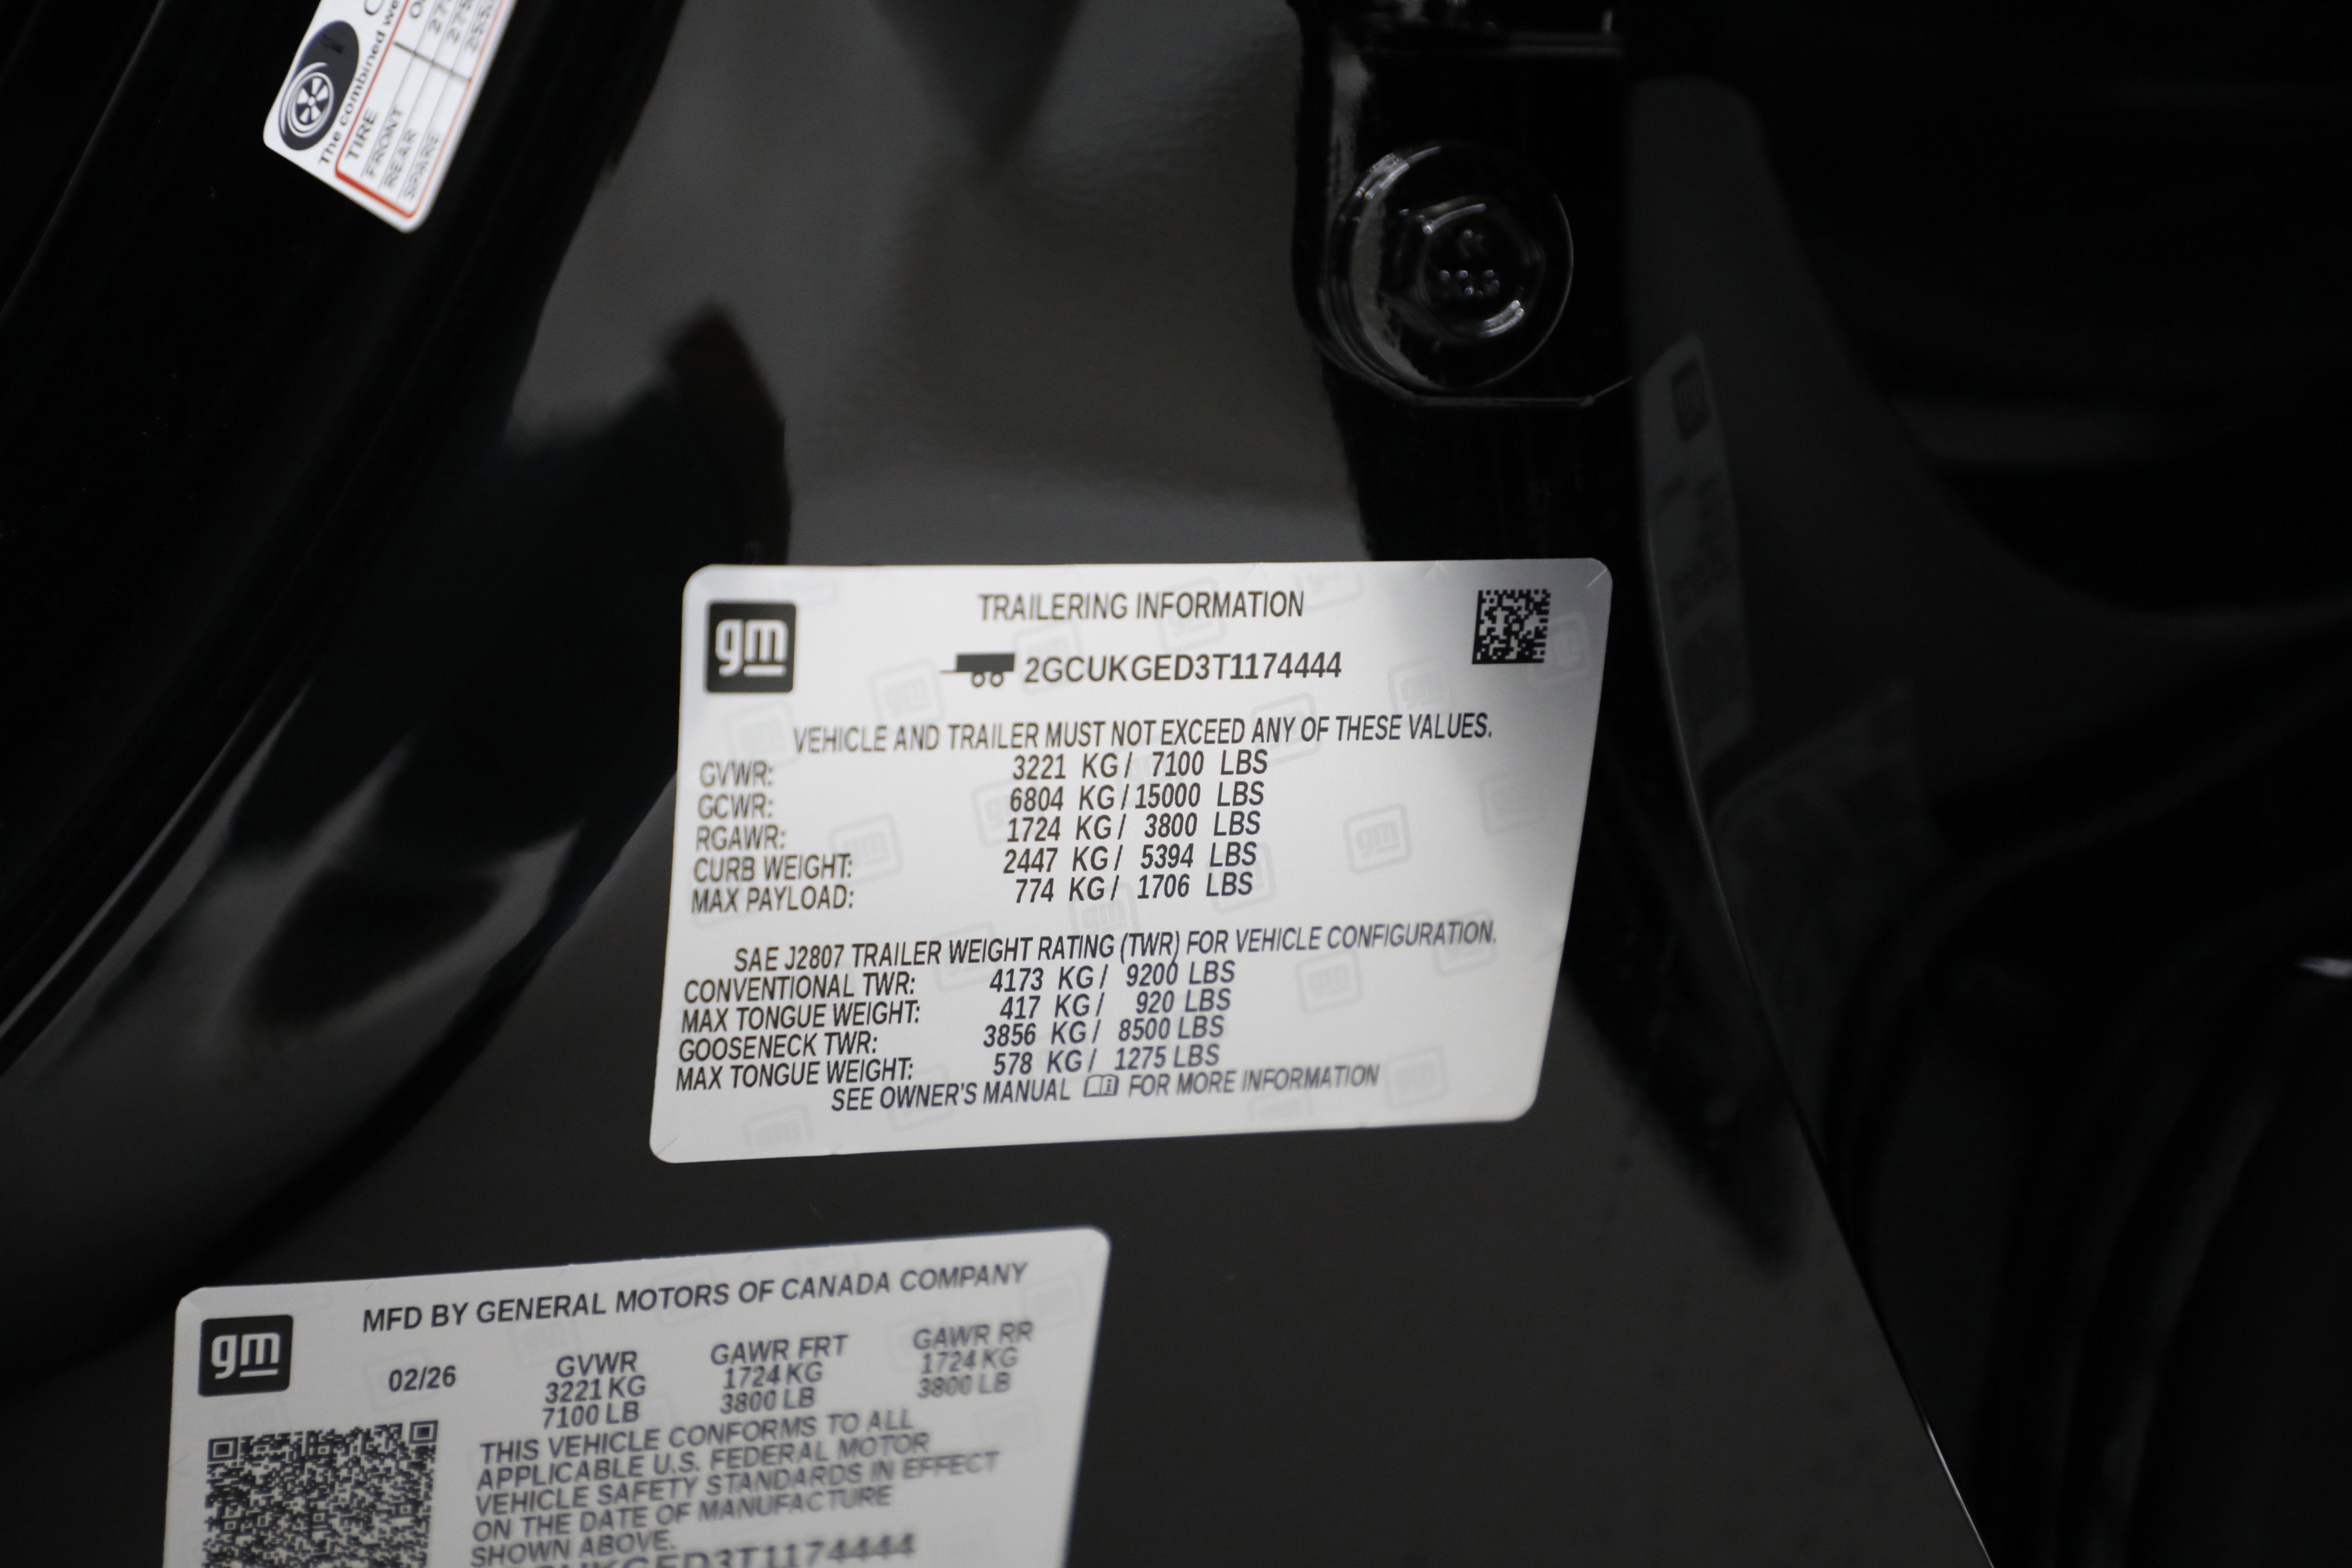 The combined we
TIRE
FRONT
REAR
SPARE
gm
TRAILERING INFORMATION
2GCUKGED3T1174444
VEHICLE AND TRAILER MUST NOT EXCEED ANY OF THESE VALUES.
GVWR: 3221 KG / 7100 LBS
GCWR: 6804 KG / 15000 LBS
RGAWR: 1724 KG / 3800 LBS
CURB WEIGHT: 2447 KG / 5394 LBS
MAX PAYLOAD: 774 KG / 1706 LBS
SAE J2807 TRAILER WEIGHT RATING (TWR) FOR VEHICLE CONFIGURATION.
CONVENTIONAL TWR: 4173 KG / 9200 LBS
MAX TONGUE WEIGHT: 417 KG / 920 LBS
GOOSENECK TWR: 3856 KG / 8500 LBS
MAX TONGUE WEIGHT: 578 KG / 1275 LBS
SEE OWNER'S MANUAL FOR MORE INFORMATION
gm
MFD BY GENERAL MOTORS OF CANADA COMPANY
02/26
GVWR GAWR FRT GAWR RR
3221 KG 1724 KG 1724 KG
7100 LB 3800 LB 3800 LB
THIS VEHICLE CONFORMS TO ALL
APPLICABLE U.S. FEDERAL MOTOR
VEHICLE SAFETY STANDARDS IN EFFECT
ON THE DATE OF MANUFACTURE
SHOWN ABOVE.
UKGED3T1174444